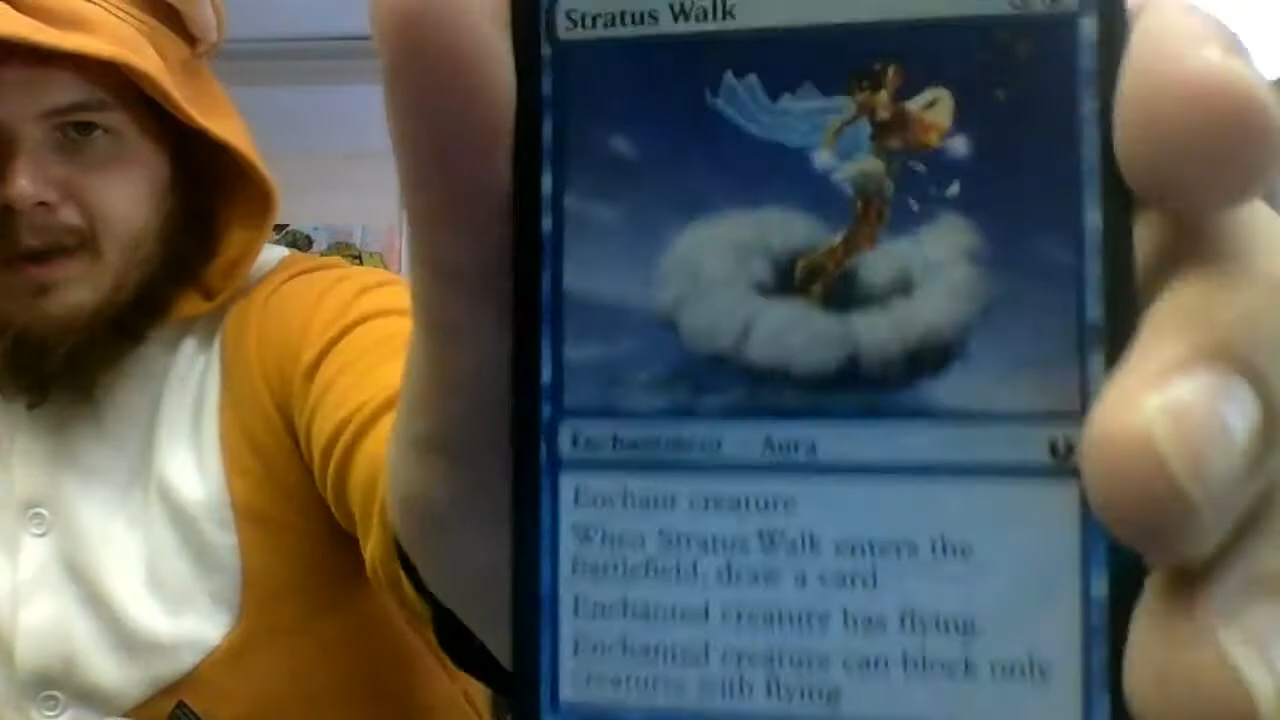 Stratus Walk
Enchantment Aura
Enchant creature
When Stratus Walk enters the
battlefield, draw a card
Enchanted creature has flying.
Enchanted creature can block only
creatures with flying